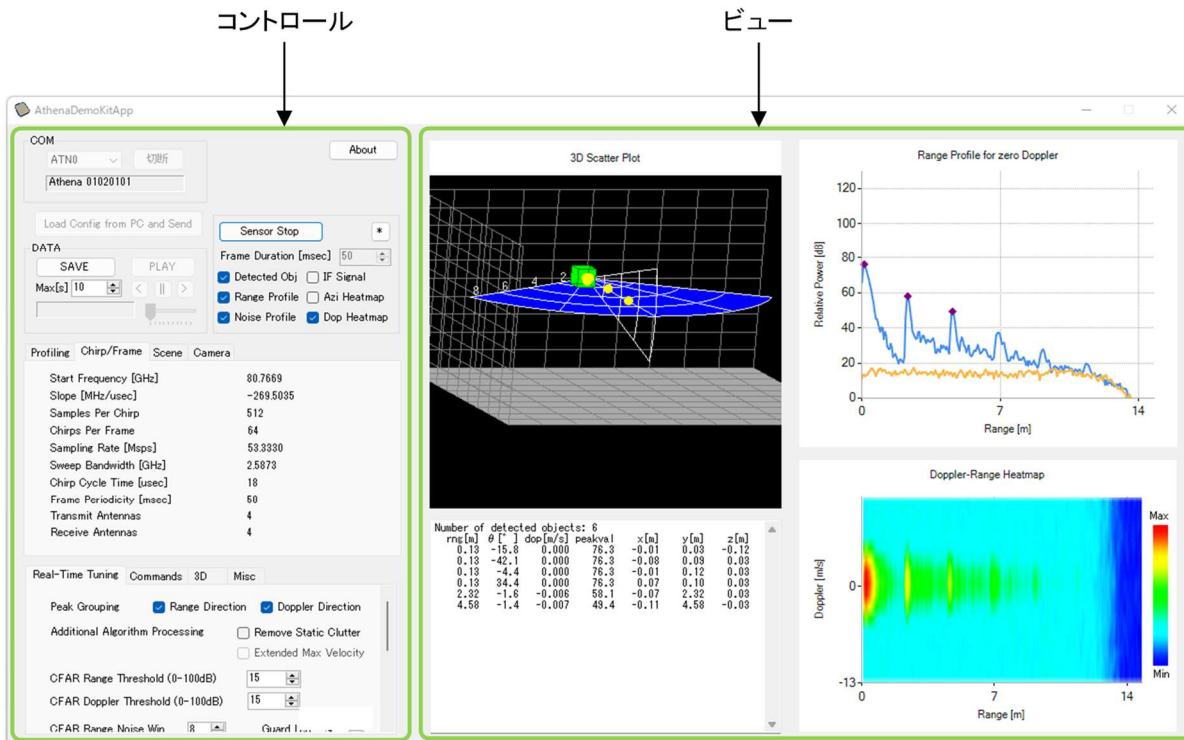 コントロール
ビュー
AthenaDemoKitApp
COM
ATN0
切断
About
Athena 01020101
Load Config from PC and Send
DATA
SAVE
PLAY
Max[s] 10
< || >
Sensor Stop
*
Frame Duration [msec] 50
Detected Obj
IF Signal
Range Profile
Azi Heatmap
Noise Profile
Dop Heatmap
Profiling Chirp/Frame Scene Camera
Start Frequency [GHz] 80.7669
Slope [MHz/usec] -269.5035
Samples Per Chirp 512
Chirps Per Frame 64
Sampling Rate [Msps] 53.3330
Sweep Bandwidth [GHz] 2.5873
Chirp Cycle Time [usec] 18
Frame Periodicity [msec] 50
Transmit Antennas 4
Receive Antennas 4
Real-Time Tuning Commands 3D Misc
Peak Grouping Range Direction Doppler Direction
Additional Algorithm Processing Remove Static Clutter
Extended Max Velocity
CFAR Range Threshold (0-100dB) 15
CFAR Doppler Threshold (0-100dB) 15
CFAR Range Noise Win 8 Guard
3D Scatter Plot
8 6 4 2
Number of detected objects: 6
rng[m] θ[°] dop[m/s] peakval x[m] y[m] z[m]
0.13 -15.8 0.000 76.3 -0.01 0.03 -0.12
0.13 -42.1 0.000 76.3 -0.08 0.09 0.03
0.13 -4.4 0.000 76.3 -0.01 0.12 0.03
0.13 34.4 0.000 76.3 0.07 0.10 0.03
2.32 -1.6 -0.006 58.1 -0.07 2.32 0.03
4.58 -1.4 -0.007 49.4 -0.11 4.58 -0.03
Range Profile for zero Doppler
Relative Power [dB]
120
100
80
60
40
20
0
0 7 14
Range [m]
Doppler-Range Heatmap
Doppler [m/s]
0
-13
0 7 14
Range [m]
Max
Min